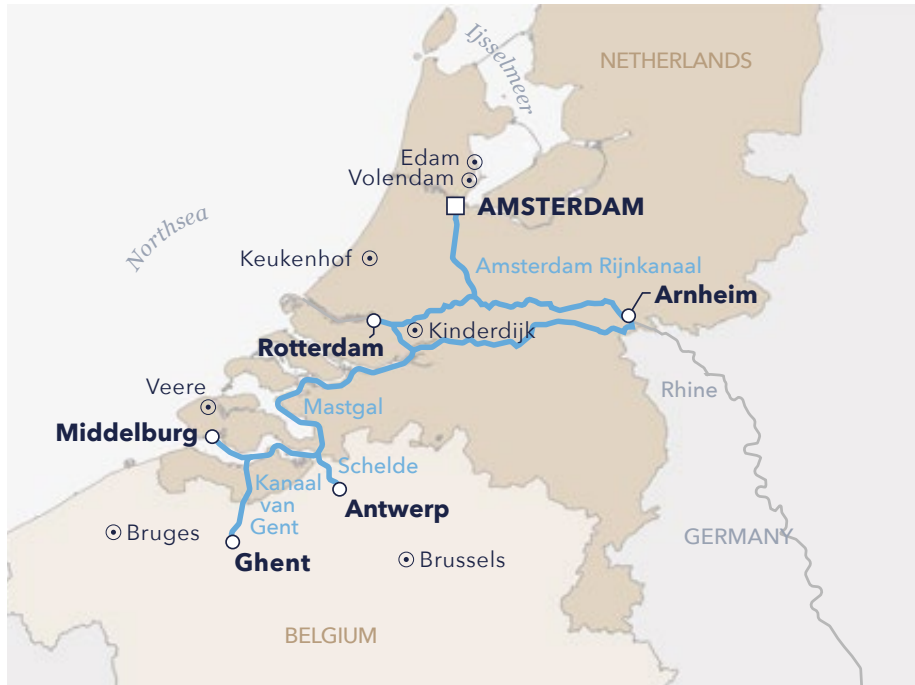 Ijsselmeer
NETHERLANDS
Edam
Volendam
AMSTERDAM
Northsea
Keukenhof
Amsterdam Rijnkanaal
Arnheim
Kinderdijk
Rotterdam
Rhine
Veere
Mastgal
Middelburg
Schelde
Kanaal
van
Gent
Antwerp
Bruges
GERMANY
Ghent
Brussels
BELGIUM